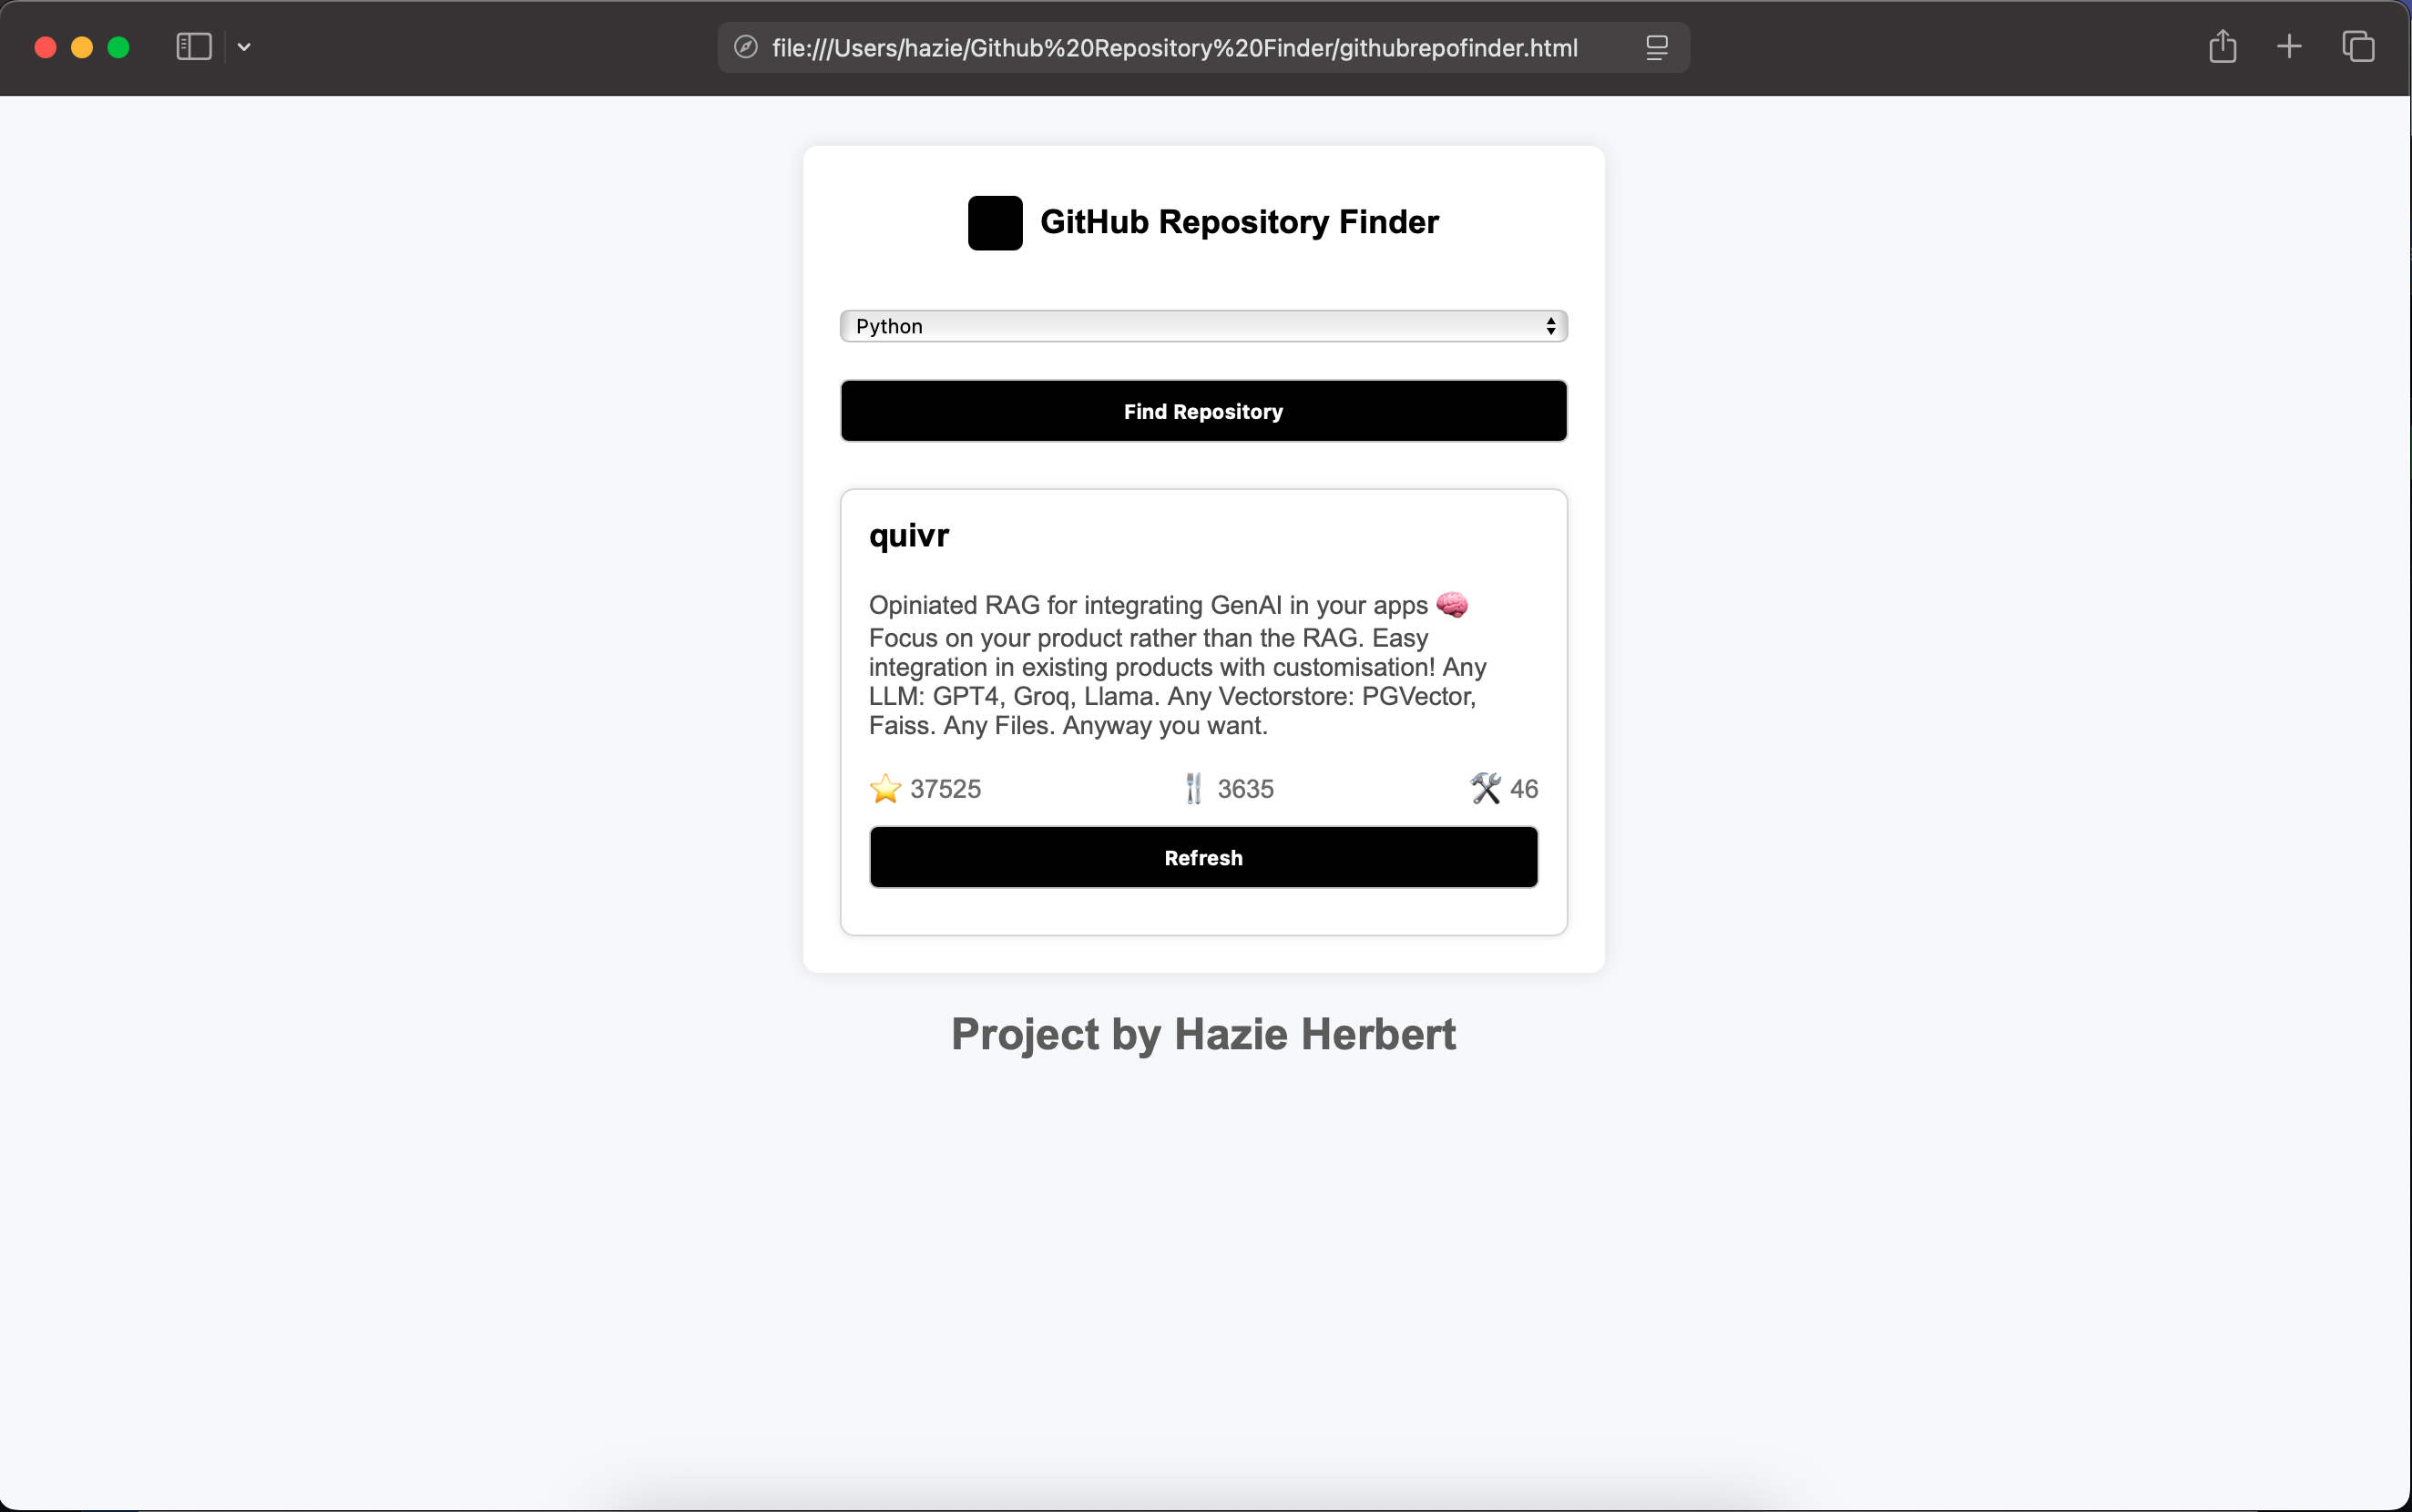 file:///Users/hazie/Github%20Repository%20Finder/githubrepofinder.html
GitHub Repository Finder
Python
Find Repository
quivr
Opiniated RAG for integrating GenAI in your apps 🧠
Focus on your product rather than the RAG. Easy
integration in existing products with customisation! Any
LLM: GPT4, Groq, Llama. Any Vectorstore: PGVector,
Faiss. Any Files. Anyway you want.
⭐ 37525 🍴 3635 🛠️ 46
Refresh
Project by Hazie Herbert